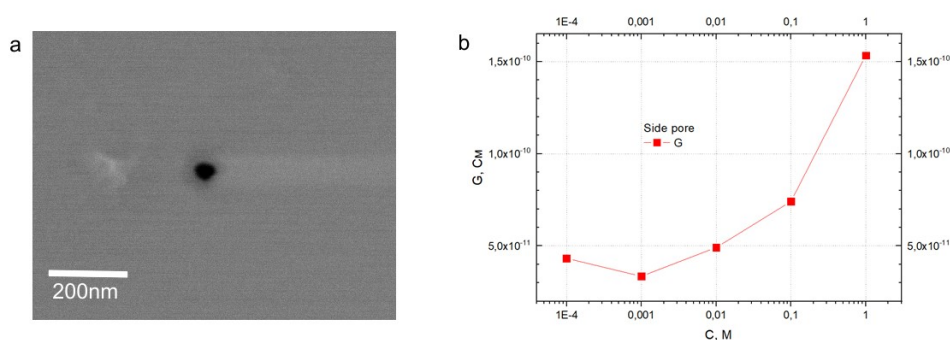 a
200nm
b
1E-4 0,001 0,01 0,1 1
1,5x10⁻¹⁰ 1,5x10⁻¹⁰
Side pore
G
1,0x10⁻¹⁰ 1,0x10⁻¹⁰
G, См
5,0x10⁻¹¹ 5,0x10⁻¹¹
1E-4 0,001 0,01 0,1 1
C, M